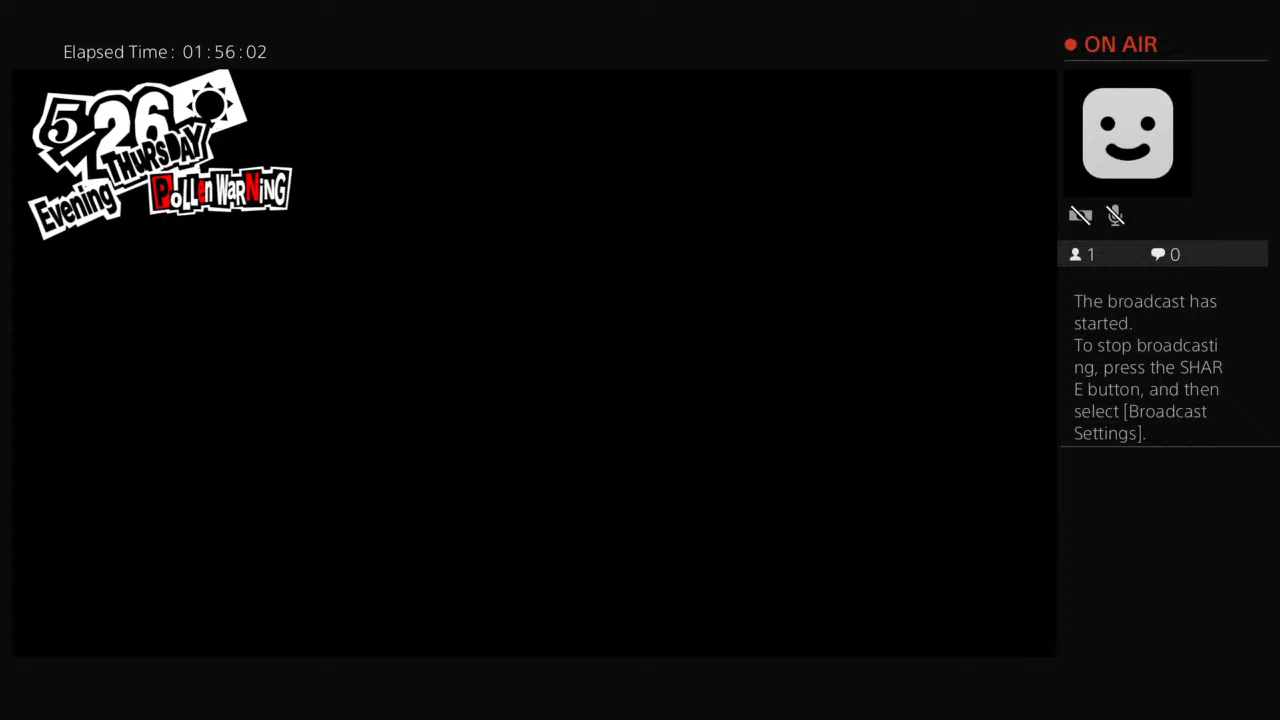 Elapsed Time: 01:56:02
ON AIR
5/26
THURSDAY
Evening
POLLEN WARNING
1
0
The broadcast has
started.
To stop broadcasti
ng, press the SHAR
E button, and then
select [Broadcast
Settings].